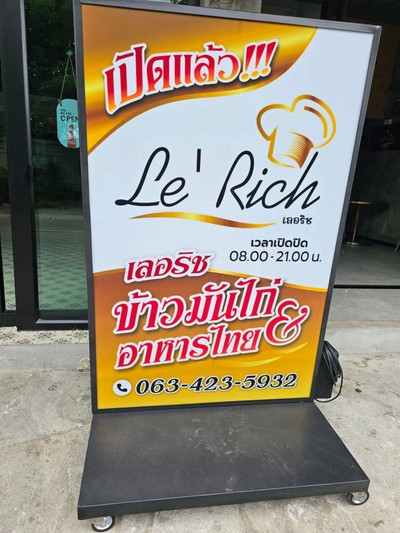 เปิดแล้ว!!!
OPEN
Le' Rich
เลอริช
เวลาเปิดปิด
08.00 - 21.00 น.
เลอริช
ข้าวมันไก่
&
อาหารไทย
063-423-5932